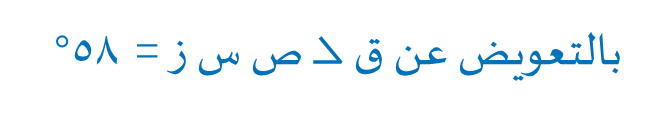 بالتعويض عن ق ∠ ص س ز = ٥٨°